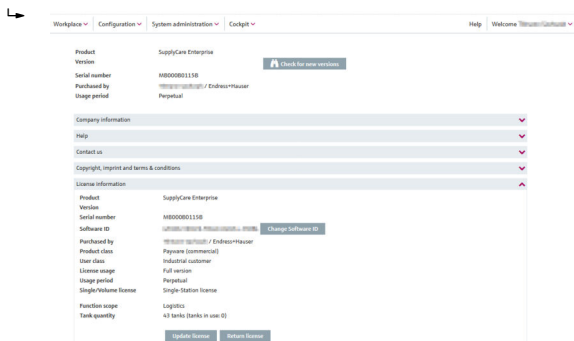 Workplace Configuration System administration Cockpit Help Welcome
Product SupplyCare Enterprise
Version Check for new versions
Serial number MB000B0115B
Purchased by / Endress+Hauser
Usage period Perpetual
Company information
Help
Contact us
Copyright, imprint and terms & conditions
License information
Product SupplyCare Enterprise
Version
Serial number MB000B0115B
Software ID Change Software ID
Purchased by / Endress+Hauser
Product class Payware (commercial)
User class Industrial customer
License usage Full version
Usage period Perpetual
Single/Volume license Single-Station license
Function scope Logistics
Tank quantity 43 tanks (tanks in use: 0)
Update license Return license